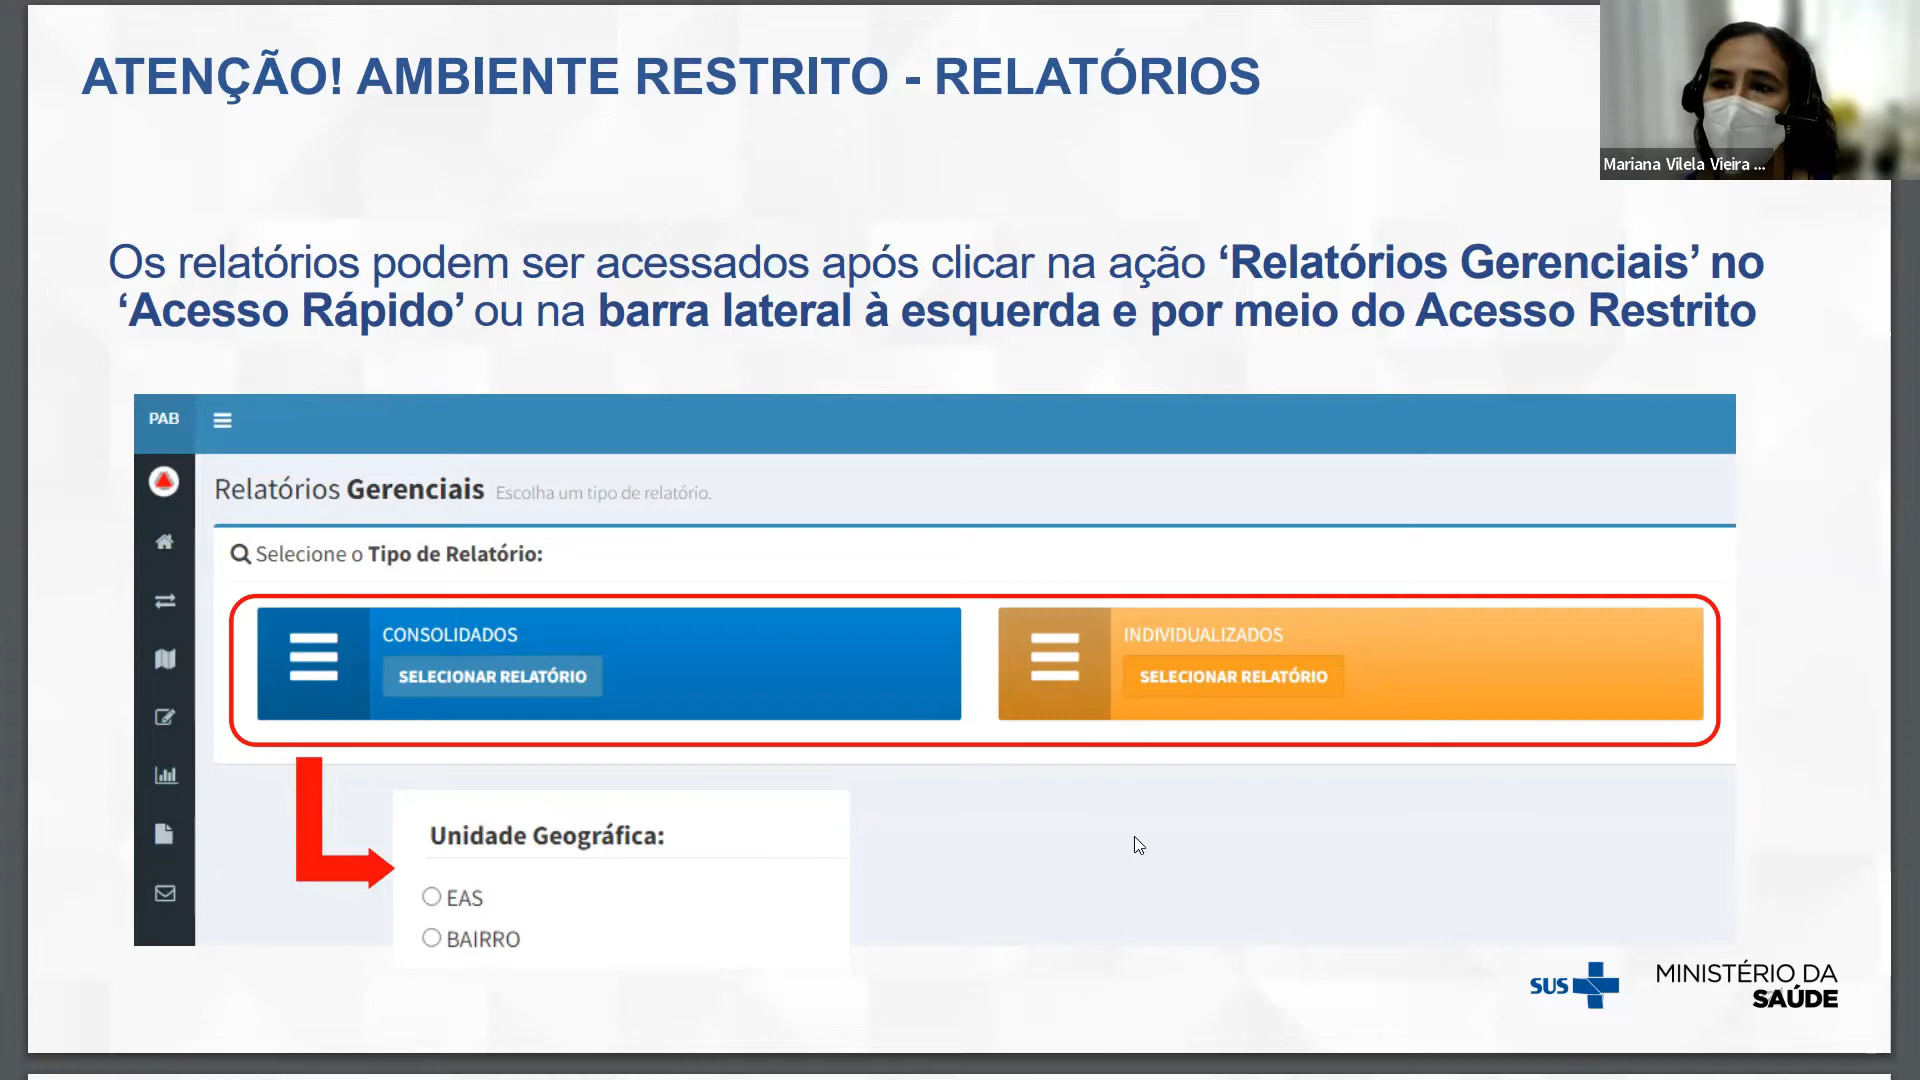 ATENÇÃO! AMBIENTE RESTRITO - RELATÓRIOS
Mariana Vilela Vieira ...
Os relatórios podem ser acessados após clicar na ação ‘Relatórios Gerenciais’ no
‘Acesso Rápido’ ou na barra lateral à esquerda e por meio do Acesso Restrito
PAB
Relatórios Gerenciais Escolha um tipo de relatório.
Selecione o Tipo de Relatório:
CONSOLIDADOS
SELECIONAR RELATÓRIO
INDIVIDUALIZADOS
SELECIONAR RELATÓRIO
Unidade Geográfica:
EAS
BAIRRO
SUS
MINISTÉRIO DA
SAÚDE